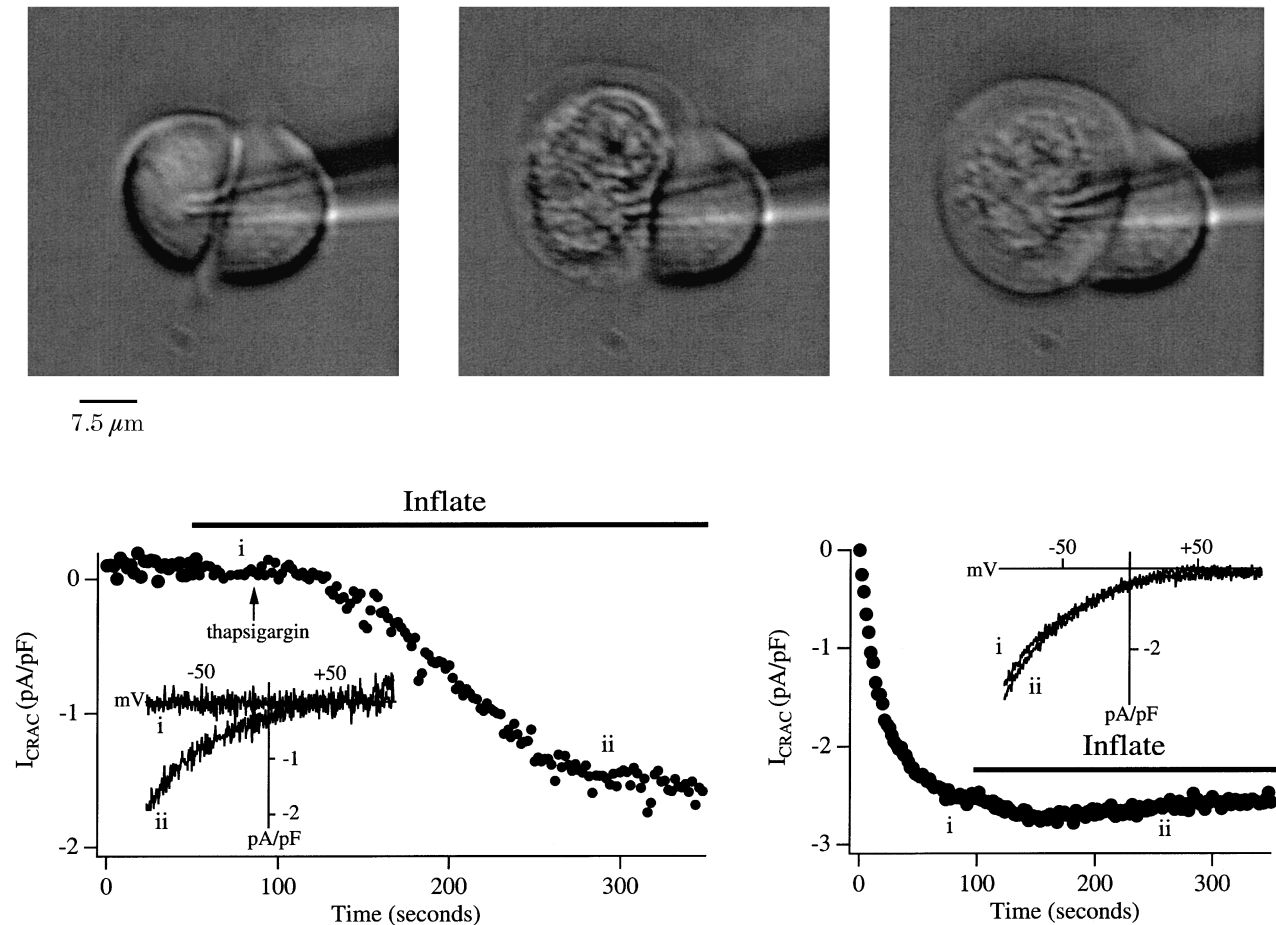 7.5 µm
Inflate
i
thapsigargin
-50
+50
mV
i
-1
ii
-2
pA/pF
ii
0
-1
-2
I_CRAC (pA/pF)
0
100
200
300
Time (seconds)
-50
+50
mV
i
-2
ii
pA/pF
Inflate
i
ii
0
-1
-2
-3
I_CRAC (pA/pF)
0
100
200
300
Time (seconds)